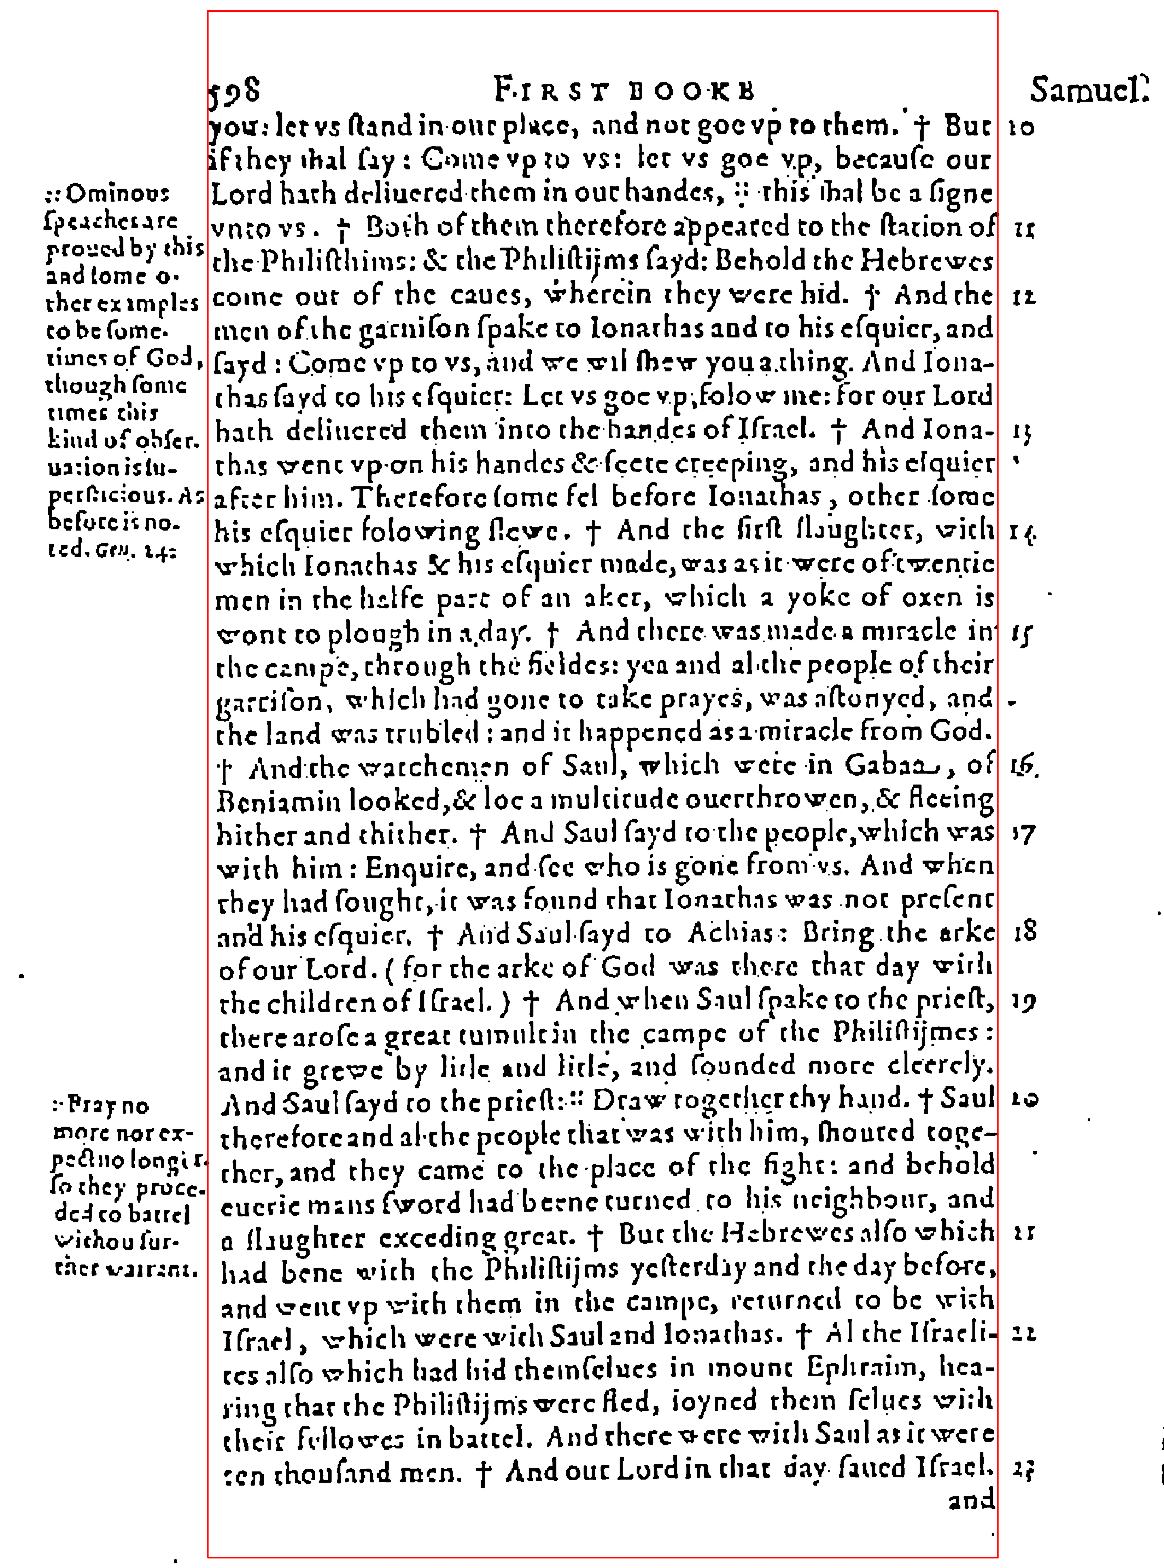 598 FIRST BOOKE Samuel.
you: let vs ſtand in our place, and not goe vp to them. † But 10
if they ſhal ſay: Come vp to vs: let vs goe vp, becauſe our
Lord hath deliuered them in our handes, :: this ſhal be a ſigne
vnto vs. † Both of them therefore appeared to the ſtation of 11
the Philiſthims: & the Philiſtijms ſayd: Behold the Hebrewes
come out of the caues, wherein they were hid. † And the 12
men of the garniſon ſpake to Ionathas and to his eſquier, and
ſayd: Come vp to vs, and we wil ſhew you a thing. And Iona-
thas ſayd to his eſquier: Let vs goe vp, folow me: for our Lord
hath deliuered them into the handes of Iſrael. † And Iona- 13
thas went vp on his handes & feete creeping, and his eſquier
after him. Therefore ſome fel before Ionathas, other ſome
his eſquier folowing ſlewe. † And the firſt ſlaughter, with 14
which Ionathas & his eſquier made, was as it were of twentie
men in the halfe part of an aker, which a yoke of oxen is
wont to plough in a day. † And there was made a miracle in 15
the campe, through the fieldes: yea and al the people of their
garriſon, which had gone to take prayes, was aſtonyed, and
the land was trubled: and it happened as a miracle from God.
† And the watchemen of Saul, which were in Gabaa, of 16
Beniamin looked, & loe a multitude ouerthrowen, & fleeing
hither and thither. † And Saul ſayd to the people, which was 17
with him: Enquire, and ſee who is gone from vs. And when
they had ſought, it was found that Ionathas was not preſent
and his eſquier. † And Saul ſayd to Achias: Bring the arke 18
of our Lord. (for the arke of God was there that day with
the children of Iſrael.) † And when Saul ſpake to the prieſt, 19
there aroſe a great tumult in the campe of the Philiſtijmes:
and it grewe by litle and litle, and ſounded more cleerely.
And Saul ſayd to the prieſt: :: Draw together thy hand. † Saul 20
therefore and al the people that was with him, ſhouted toge-
ther, and they came to the place of the fight: and behold
euerie mans ſword had beene turned to his neighbour, and
a ſlaughter exceding great. † But the Hebrewes alſo which 21
had bene with the Philiſtijms yeſterday and the day before,
and went vp with them in the campe, returned to be with
Iſrael, which were with Saul and Ionathas. † Al the Iſraeli- 22
tes alſo which had hid themſelues in mount Ephraim, hea-
ring that the Philiſtijms were fled, ioyned them ſelues with
their fellowes in battel. And there were with Saul as it were
ten thouſand men. † And our Lord in that day ſaued Iſrael. 23
and
:: Ominous
ſpeaches are
proued by this
and ſome o-
ther examples
to be ſome-
times of God,
though ſome
times this
kind of obſer-
uation is ſu-
perſticious. As
before is no-
ted. Gen. 24:
:: Pray no
more nor ex-
pect no longer.
ſo they proce-
ded to battel
withou fur-
ther warrant.